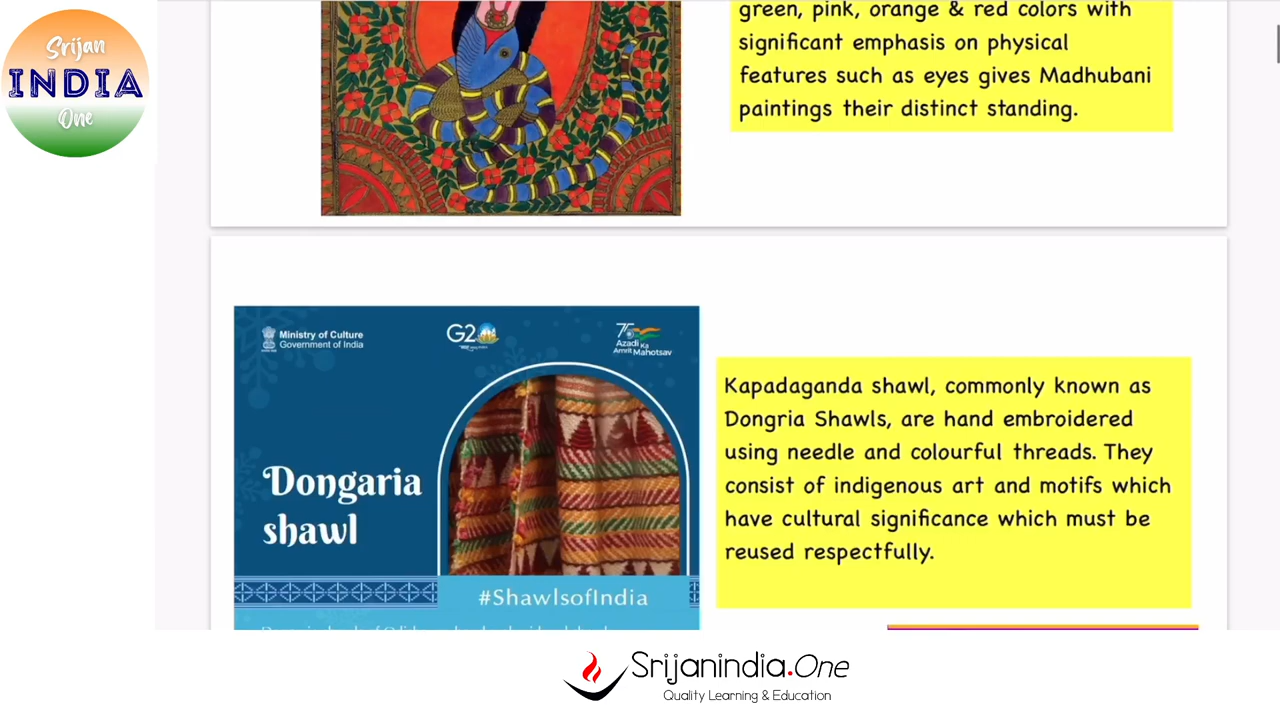 Srijan
INDIA
One
green, pink, orange & red colors with
significant emphasis on physical
features such as eyes gives Madhubani
paintings their distinct standing.
Ministry of Culture
Government of India
G20
75
Azadi Ka
Amrit Mahotsav
Dongaria
shawl
#ShawlsofIndia
Kapadaganda shawl, commonly known as
Dongria Shawls, are hand embroidered
using needle and colourful threads. They
consist of indigenous art and motifs which
have cultural significance which must be
reused respectfully.
Srijanindia.One
Quality Learning & Education